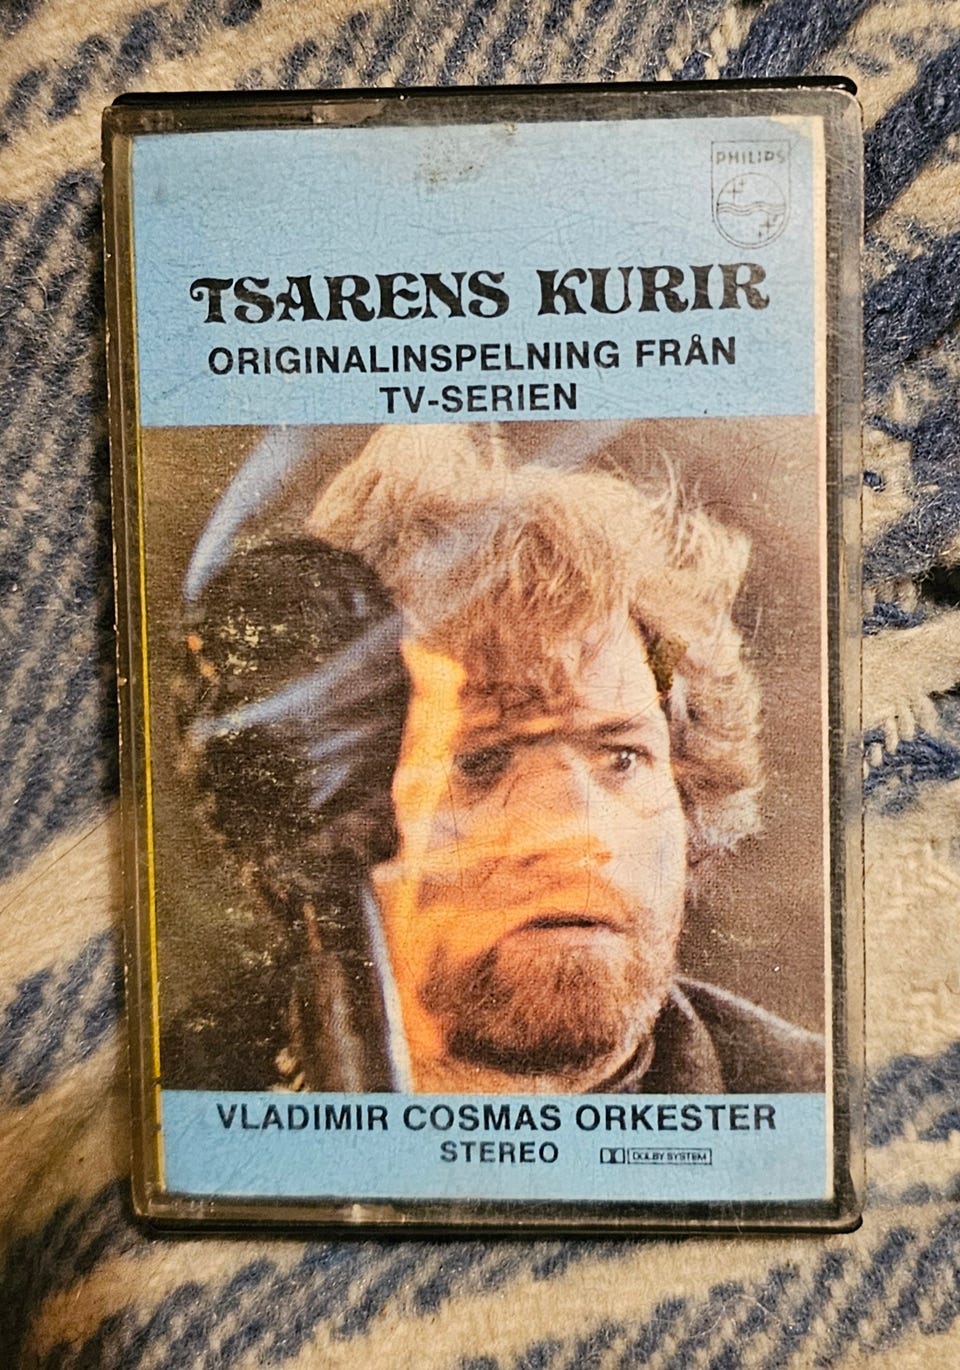 PHILIPS
TSARENS KURIR
ORIGINALINSPELNING FRÅN
TV-SERIEN
VLADIMIR COSMAS ORKESTER
STEREO DOLBY SYSTEM